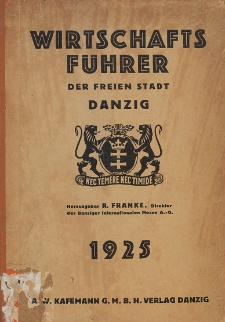 WIRTSCHAFTS
FÜHRER
DER FREIEN STADT
DANZIG
NEC TEMERE NEC TIMIDE
Herausgeber R. FRANKE, Direktor
der Danziger Internationalen Messe A.-G.
1925
A. W. KAFEMANN G. M. B. H. VERLAG DANZIG